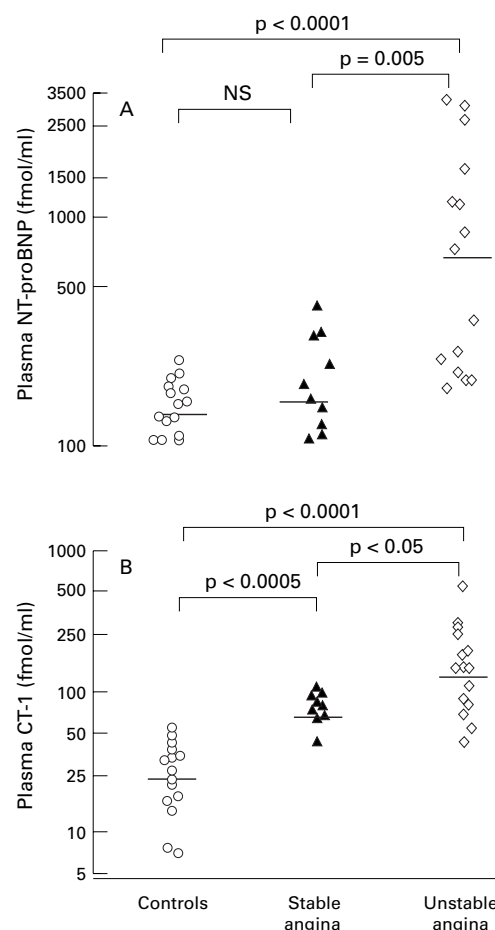 p < 0.0001
p = 0.005
NS
A
Plasma NT-proBNP (fmol/ml)
3500
2500
1500
1000
500
100
p < 0.0001
p < 0.05
p < 0.0005
B
Plasma CT-1 (fmol/ml)
1000
500
250
100
50
25
10
5
Controls
Stable
angina
Unstable
angina